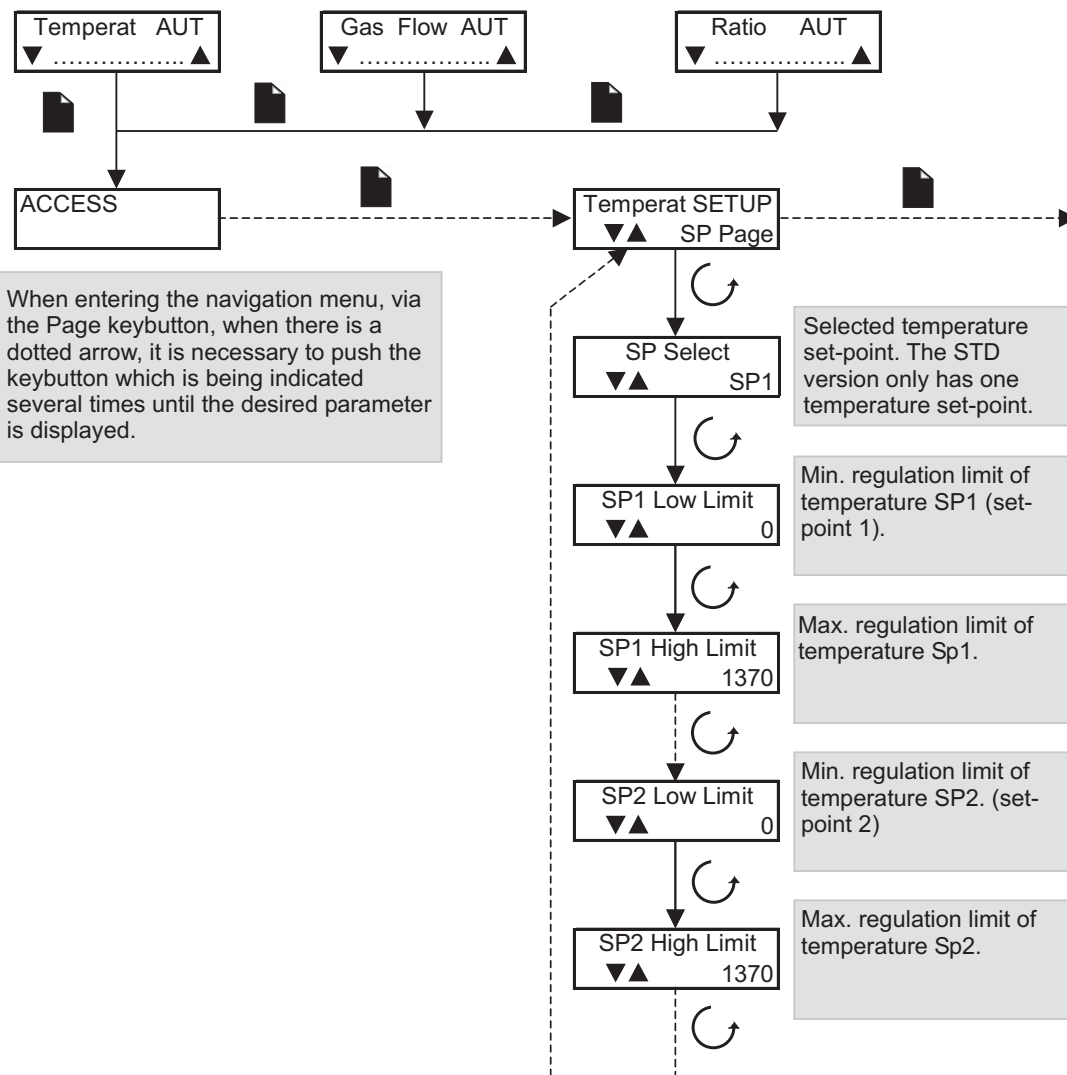 Temperat AUT
▼ ................. ▲
Gas Flow AUT
▼ ................. ▲
Ratio AUT
▼ ................. ▲
ACCESS
Temperat SETUP
▼▲ SP Page
When entering the navigation menu, via
the Page keybutton, when there is a
dotted arrow, it is necessary to push the
keybutton which is being indicated
several times until the desired parameter
is displayed.
SP Select
▼▲ SP1
Selected temperature
set-point. The STD
version only has one
temperature set-point.
SP1 Low Limit
▼▲ 0
Min. regulation limit of
temperature SP1 (set-
point 1).
SP1 High Limit
▼▲ 1370
Max. regulation limit of
temperature Sp1.
SP2 Low Limit
▼▲ 0
Min. regulation limit of
temperature SP2. (set-
point 2)
SP2 High Limit
▼▲ 1370
Max. regulation limit of
temperature Sp2.